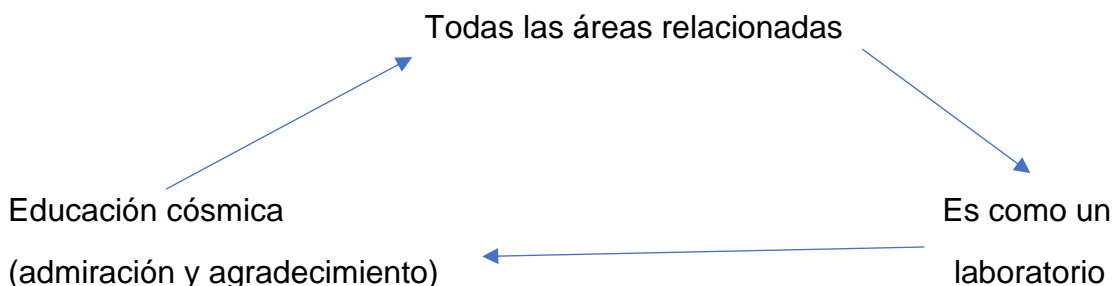 Todas las áreas relacionadas
Educación cósmica
(admiración y agradecimiento)
Es como un
laboratorio